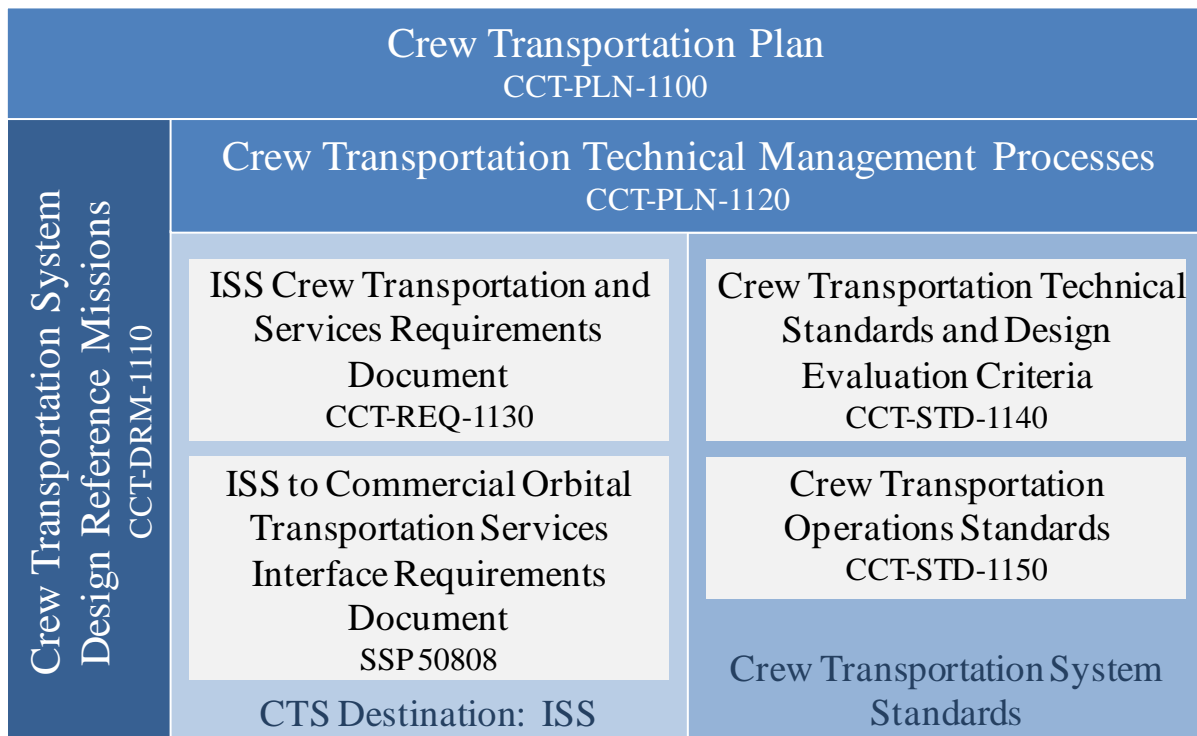 Crew Transportation Plan
CCT-PLN-1100
Crew Transportation System
Design Reference Missions
CCT-DRM-1110
Crew Transportation Technical Management Processes
CCT-PLN-1120
ISS Crew Transportation and
Services Requirements
Document
CCT-REQ-1130
ISS to Commercial Orbital
Transportation Services
Interface Requirements
Document
SSP 50808
CTS Destination: ISS
Crew Transportation Technical
Standards and Design
Evaluation Criteria
CCT-STD-1140
Crew Transportation
Operations Standards
CCT-STD-1150
Crew Transportation System
Standards